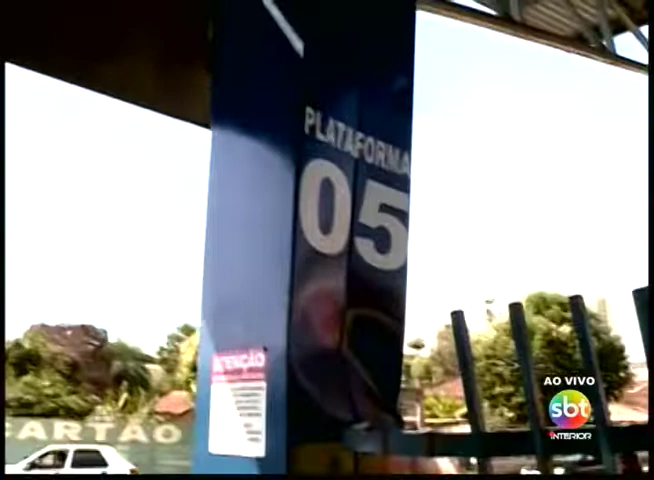 PLATAFORMA
05
ATENÇÃO
CARTÃO
AO VIVO
sbt
INTERIOR